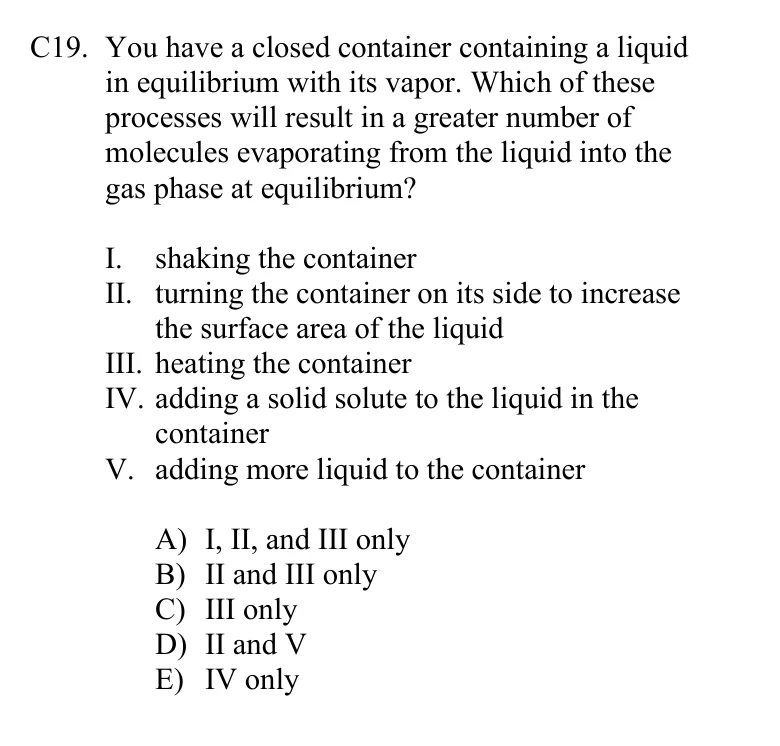 C19. You have a closed container containing a liquid
in equilibrium with its vapor. Which of these
processes will result in a greater number of
molecules evaporating from the liquid into the
gas phase at equilibrium?
I. shaking the container
II. turning the container on its side to increase
the surface area of the liquid
III. heating the container
IV. adding a solid solute to the liquid in the
container
V. adding more liquid to the container
A) I, II, and III only
B) II and III only
C) III only
D) II and V
E) IV only